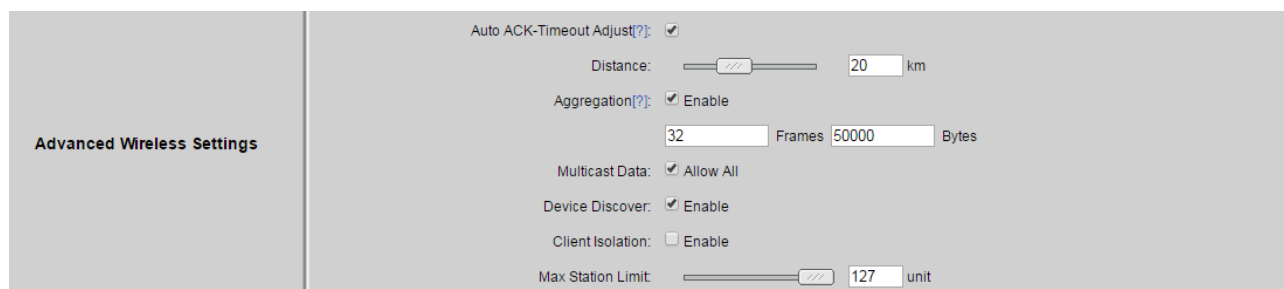 Auto ACK-Timeout Adjust[?]:
Distance: 20 km
Aggregation[?]: Enable
32 Frames 50000 Bytes
Advanced Wireless Settings
Multicast Data: Allow All
Device Discover: Enable
Client Isolation: Enable
Max Station Limit: 127 unit